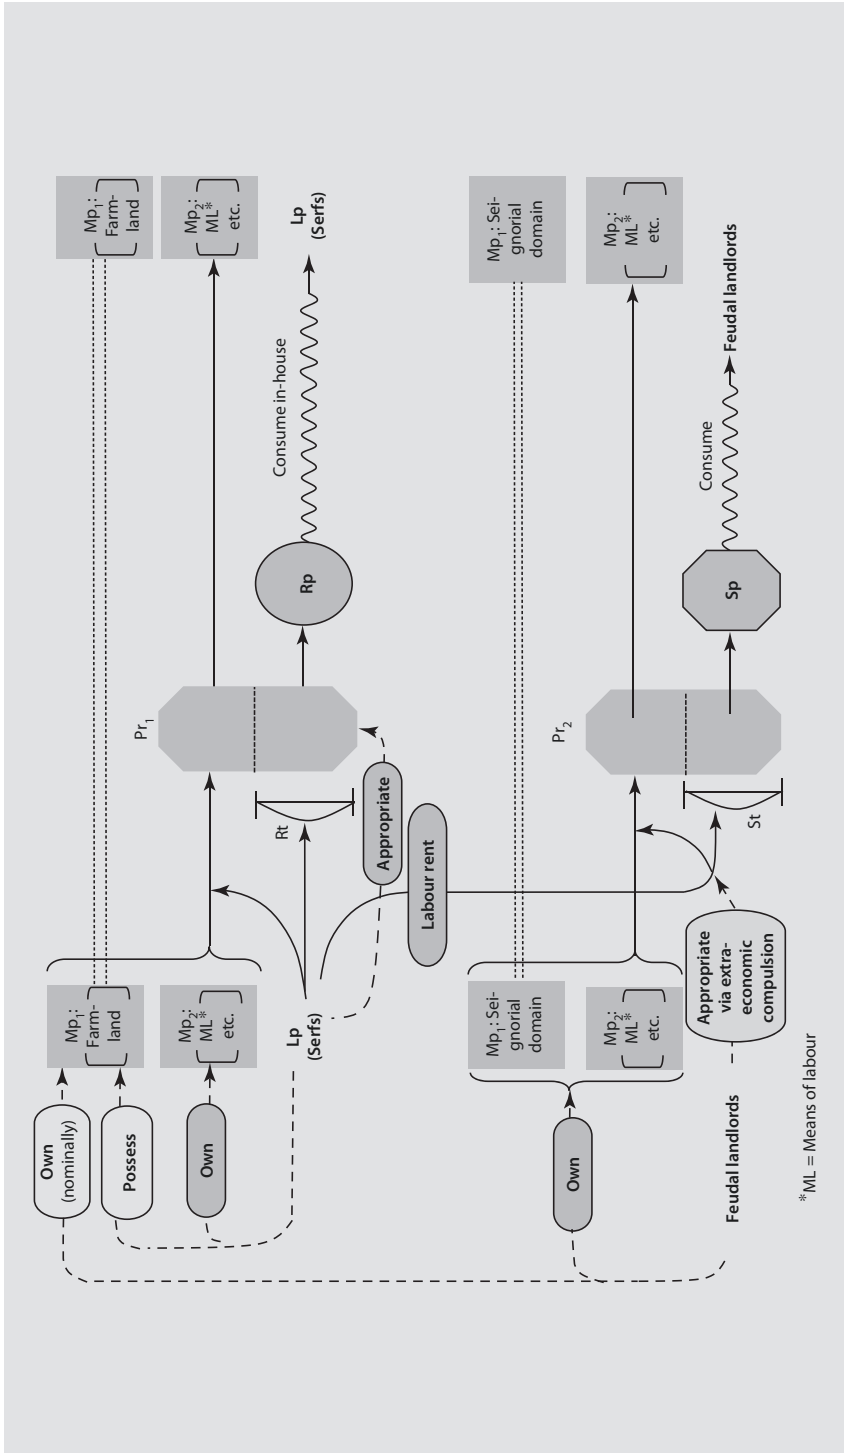 Own
(nominally)
Mp₁:
Farm-
land
Mp₁:
Farm-
land
Possess
Pr₁
Own
Mp₂:
ML*
etc.
Mp₂:
ML*
etc.
Rt
Consume in-house
Lp
(Serfs)
Rp
Lp
(Serfs)
Appropriate
Labour rent
Mp₁: Sei-
gnorial
domain
Mp₁: Sei-
gnorial
domain
Pr₂
Own
Mp₂:
ML*
etc.
Mp₂:
ML*
etc.
Appropriate
via extra-
economic
compulsion
St
Consume
Feudal landlords
Sp
Feudal landlords
*ML = Means of labour